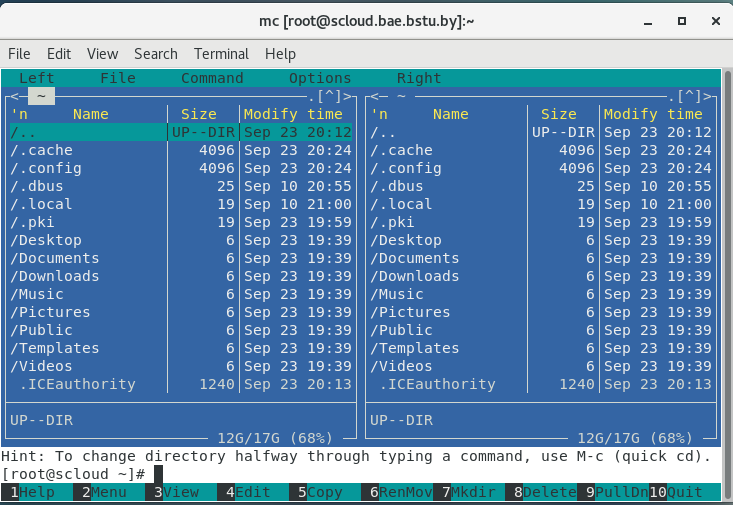 mc [root@scloud.bae.bstu.by]:~
File Edit View Search Terminal Help
Left File Command Options Right
<─ ~ ─.[^]> <─ ~ ─.[^]>
'n Name Size Modify time 'n Name Size Modify time
/.. UP--DIR Sep 23 20:12 /.. UP--DIR Sep 23 20:12
/.cache 4096 Sep 23 20:24 /.cache 4096 Sep 23 20:24
/.config 4096 Sep 23 20:24 /.config 4096 Sep 23 20:24
/.dbus 25 Sep 10 20:55 /.dbus 25 Sep 10 20:55
/.local 19 Sep 10 21:00 /.local 19 Sep 10 21:00
/.pki 19 Sep 23 19:59 /.pki 19 Sep 23 19:59
/Desktop 6 Sep 23 19:39 /Desktop 6 Sep 23 19:39
/Documents 6 Sep 23 19:39 /Documents 6 Sep 23 19:39
/Downloads 6 Sep 23 19:39 /Downloads 6 Sep 23 19:39
/Music 6 Sep 23 19:39 /Music 6 Sep 23 19:39
/Pictures 6 Sep 23 19:39 /Pictures 6 Sep 23 19:39
/Public 6 Sep 23 19:39 /Public 6 Sep 23 19:39
/Templates 6 Sep 23 19:39 /Templates 6 Sep 23 19:39
/Videos 6 Sep 23 19:39 /Videos 6 Sep 23 19:39
.ICEauthority 1240 Sep 23 20:13 .ICEauthority 1240 Sep 23 20:13
UP--DIR UP--DIR
12G/17G (68%) 12G/17G (68%)
Hint: To change directory halfway through typing a command, use M-c (quick cd).
[root@scloud ~]#
1Help 2Menu 3View 4Edit 5Copy 6RenMov 7Mkdir 8Delete 9PullDn 10Quit